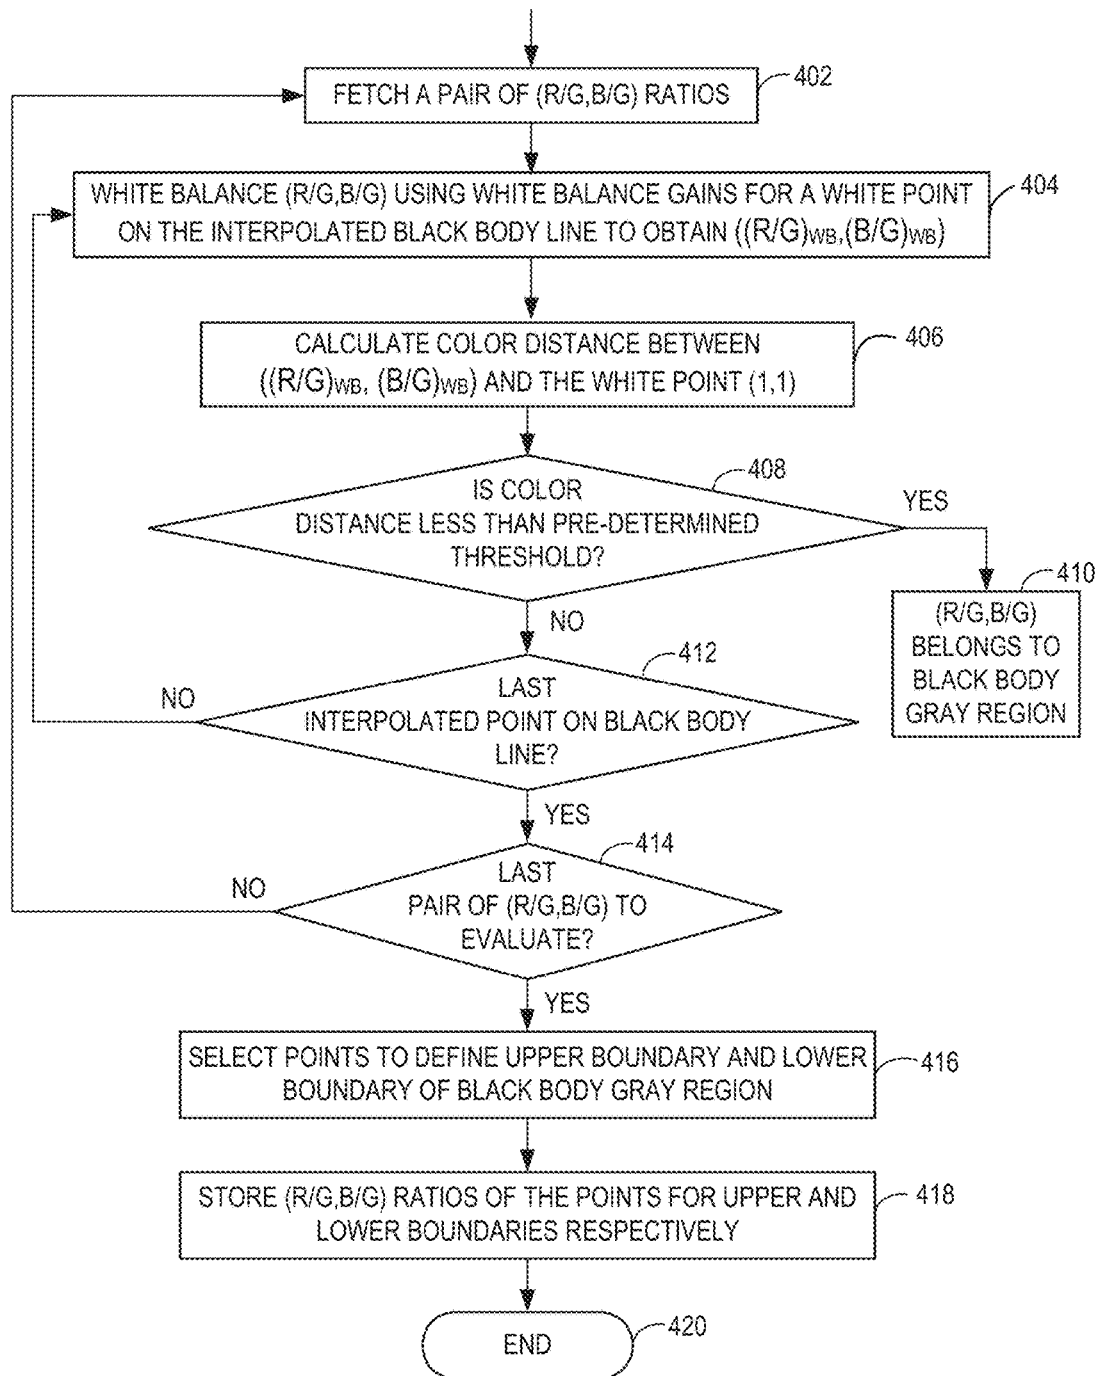 FETCH A PAIR OF (R/G,B/G) RATIOS
402
WHITE BALANCE (R/G,B/G) USING WHITE BALANCE GAINS FOR A WHITE POINT
ON THE INTERPOLATED BLACK BODY LINE TO OBTAIN ((R/G)WB,(B/G)WB)
404
CALCULATE COLOR DISTANCE BETWEEN
((R/G)WB, (B/G)WB) AND THE WHITE POINT (1,1)
406
IS COLOR
DISTANCE LESS THAN PRE-DETERMINED
THRESHOLD?
408
YES
(R/G,B/G)
BELONGS TO
BLACK BODY
GRAY REGION
410
NO
LAST
INTERPOLATED POINT ON BLACK BODY
LINE?
412
NO
YES
LAST
PAIR OF (R/G,B/G) TO
EVALUATE?
414
NO
YES
SELECT POINTS TO DEFINE UPPER BOUNDARY AND LOWER
BOUNDARY OF BLACK BODY GRAY REGION
416
STORE (R/G,B/G) RATIOS OF THE POINTS FOR UPPER AND
LOWER BOUNDARIES RESPECTIVELY
418
END
420